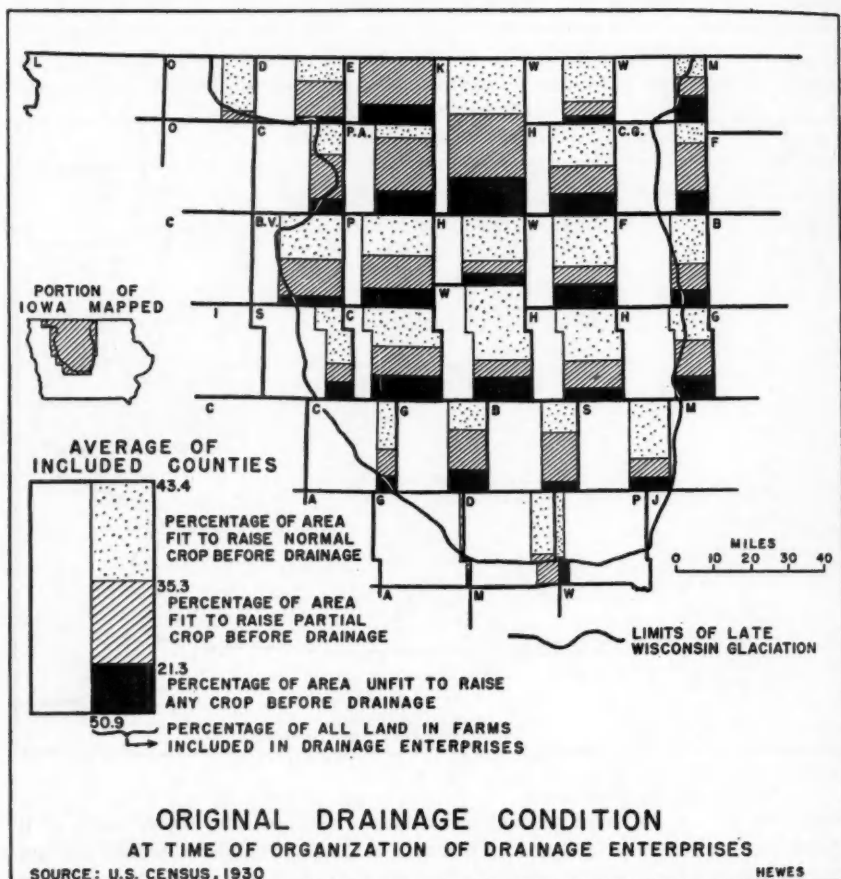 L O D E K W W M
O C P.A. H C.G. F
C B.V. P H W F B
W
I S C H H G
C C G B S M
A G D P J
A M W
PORTION OF
IOWA MAPPED
AVERAGE OF
INCLUDED COUNTIES
43.4
PERCENTAGE OF AREA
FIT TO RAISE NORMAL
CROP BEFORE DRAINAGE
35.3
PERCENTAGE OF AREA
FIT TO RAISE PARTIAL
CROP BEFORE DRAINAGE
21.3
PERCENTAGE OF AREA UNFIT TO RAISE
ANY CROP BEFORE DRAINAGE
50.9
PERCENTAGE OF ALL LAND IN FARMS
INCLUDED IN DRAINAGE ENTERPRISES
MILES
0 10 20 30 40
LIMITS OF LATE
WISCONSIN GLACIATION
ORIGINAL DRAINAGE CONDITION
AT TIME OF ORGANIZATION OF DRAINAGE ENTERPRISES
SOURCE: U.S. CENSUS, 1930 HEWES